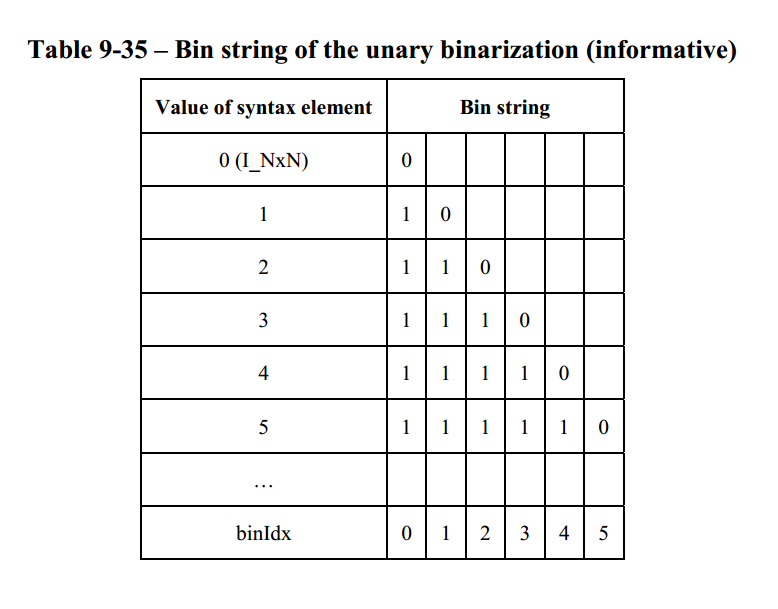 Table 9-35 – Bin string of the unary binarization (informative)
Value of syntax element Bin string
0 (I_NxN) 0
1 1 0
2 1 1 0
3 1 1 1 0
4 1 1 1 1 0
5 1 1 1 1 1 0
…
binIdx 0 1 2 3 4 5